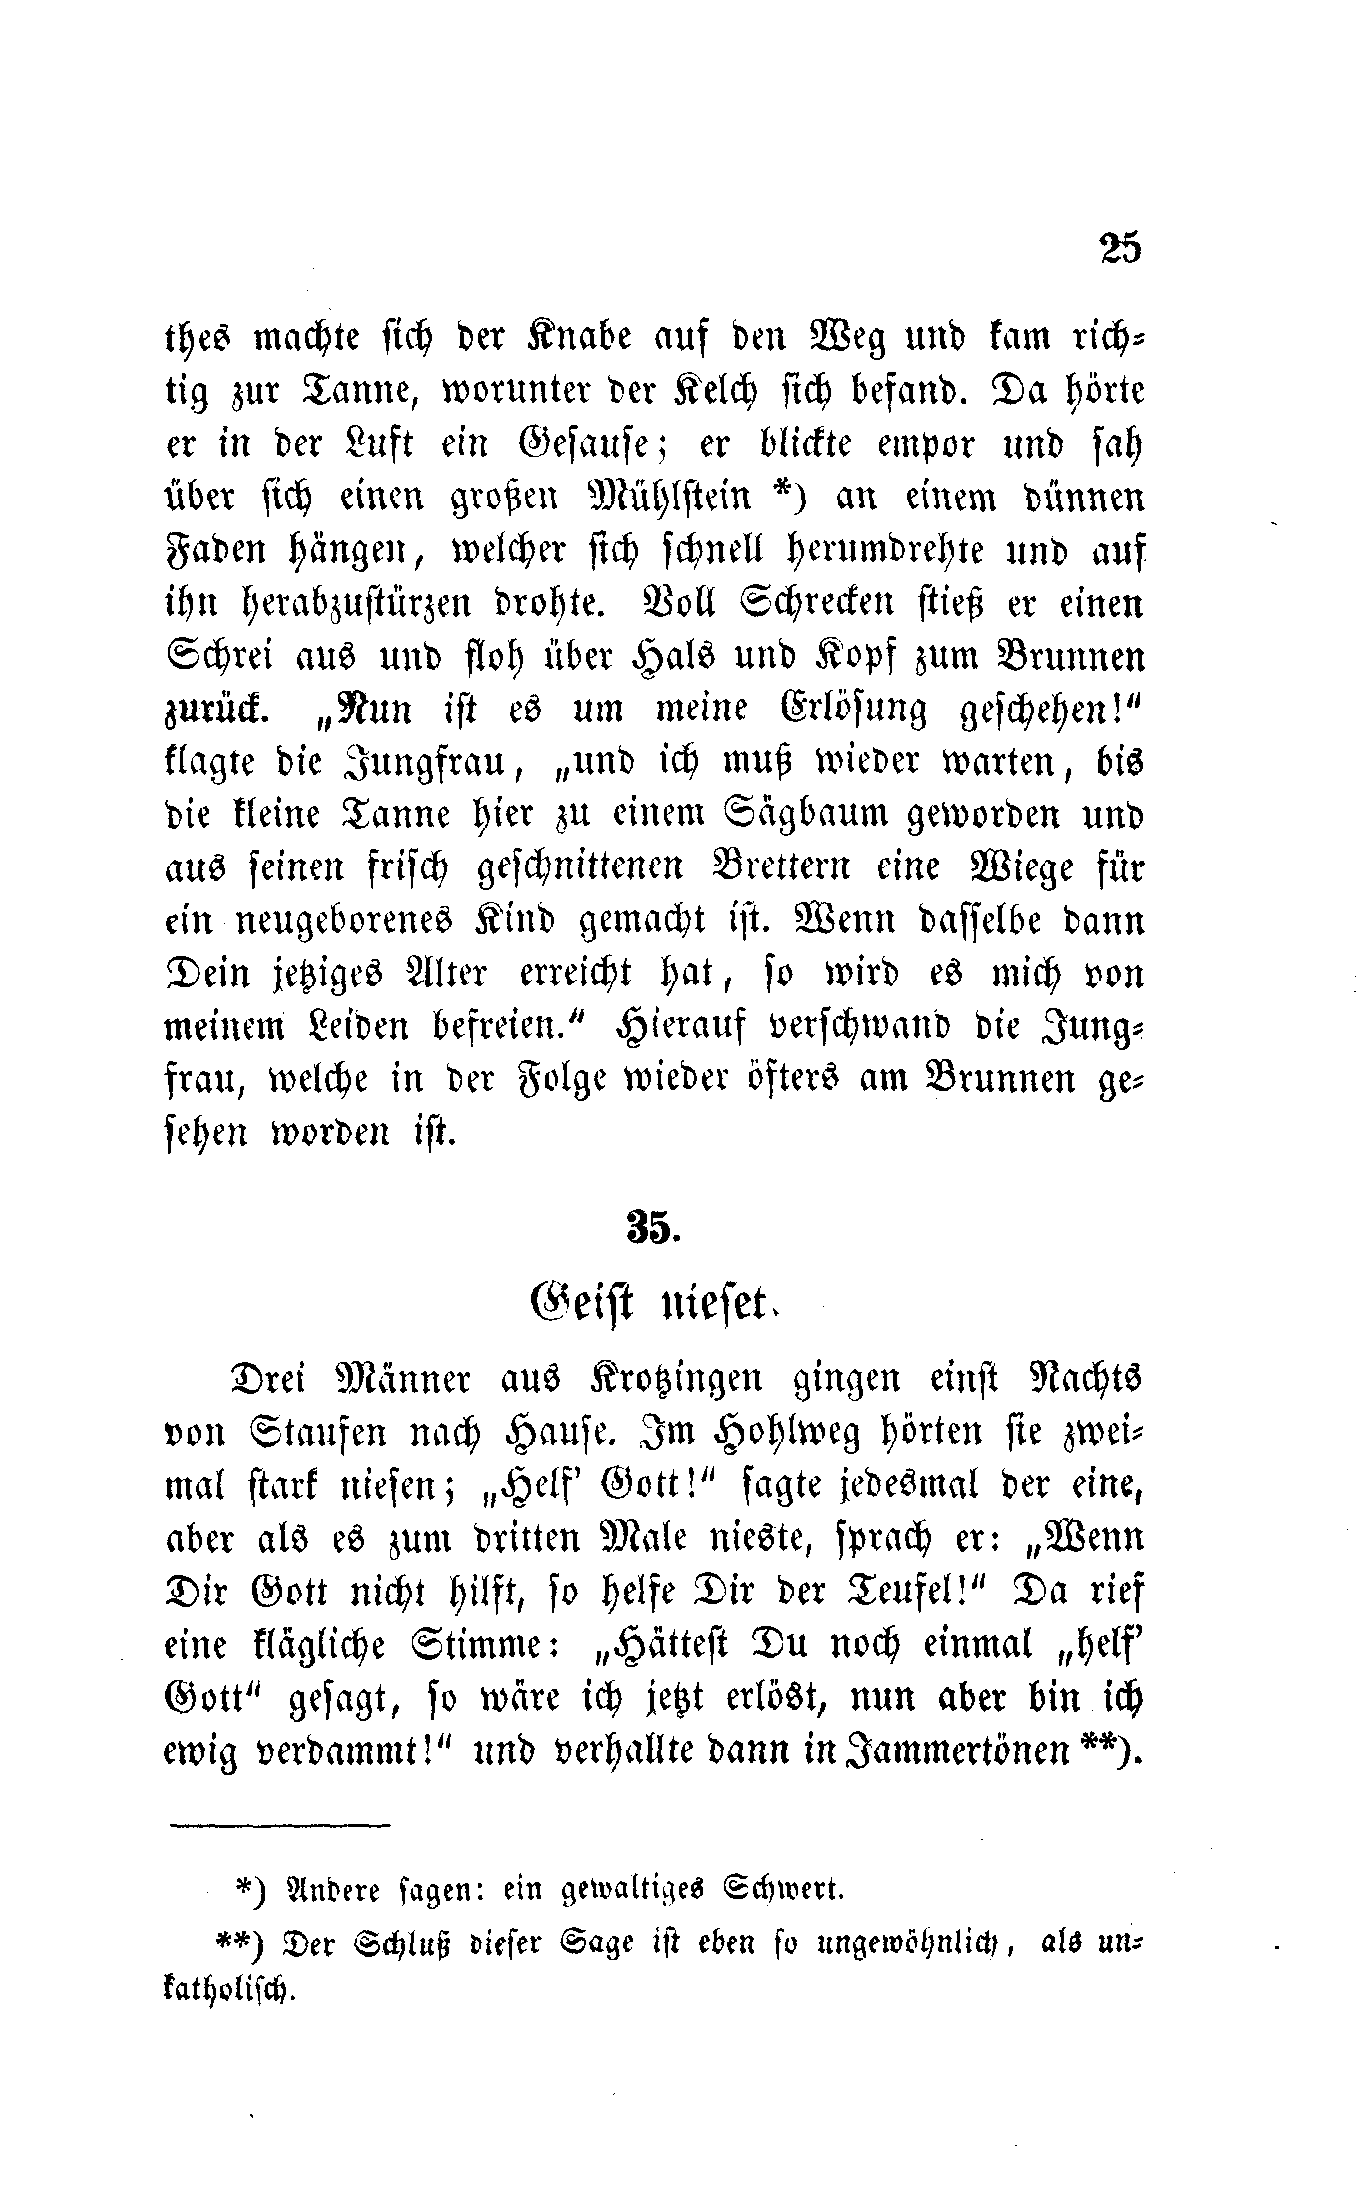 25
thes machte sich der Knabe auf den Weg und kam rich-
tig zur Tanne, worunter der Kelch sich befand. Da hörte
er in der Luft ein Gesause; er blickte empor und sah
über sich einen großen Mühlstein *) an einem dünnen
Faden hängen, welcher sich schnell herumdrehte und auf
ihn herabzustürzen drohte. Voll Schrecken stieß er einen
Schrei aus und floh über Hals und Kopf zum Brunnen
zurück. „Nun ist es um meine Erlösung geschehen!“
klagte die Jungfrau, „und ich muß wieder warten, bis
die kleine Tanne hier zu einem Sägbaum geworden und
aus seinen frisch geschnittenen Brettern eine Wiege für
ein neugeborenes Kind gemacht ist. Wenn dasselbe dann
Dein jetziges Alter erreicht hat, so wird es mich von
meinem Leiden befreien.“ Hierauf verschwand die Jung-
frau, welche in der Folge wieder öfters am Brunnen ge-
sehen worden ist.
35.
Geist nieset.
Drei Männer aus Krotzingen gingen einst Nachts
von Staufen nach Hause. Im Hohlweg hörten sie zwei-
mal stark niesen; „Helf’ Gott!“ sagte jedesmal der eine,
aber als es zum dritten Male nieste, sprach er: „Wenn
Dir Gott nicht hilft, so helfe Dir der Teufel!“ Da rief
eine klägliche Stimme: „Hättest Du noch einmal „helf’
Gott“ gesagt, so wäre ich jetzt erlöst, nun aber bin ich
ewig verdammt!“ und verhallte dann in Jammertönen **).
*) Andere sagen: ein gewaltiges Schwert.
**) Der Schluß dieser Sage ist eben so ungewöhnlich, als un-
katholisch.